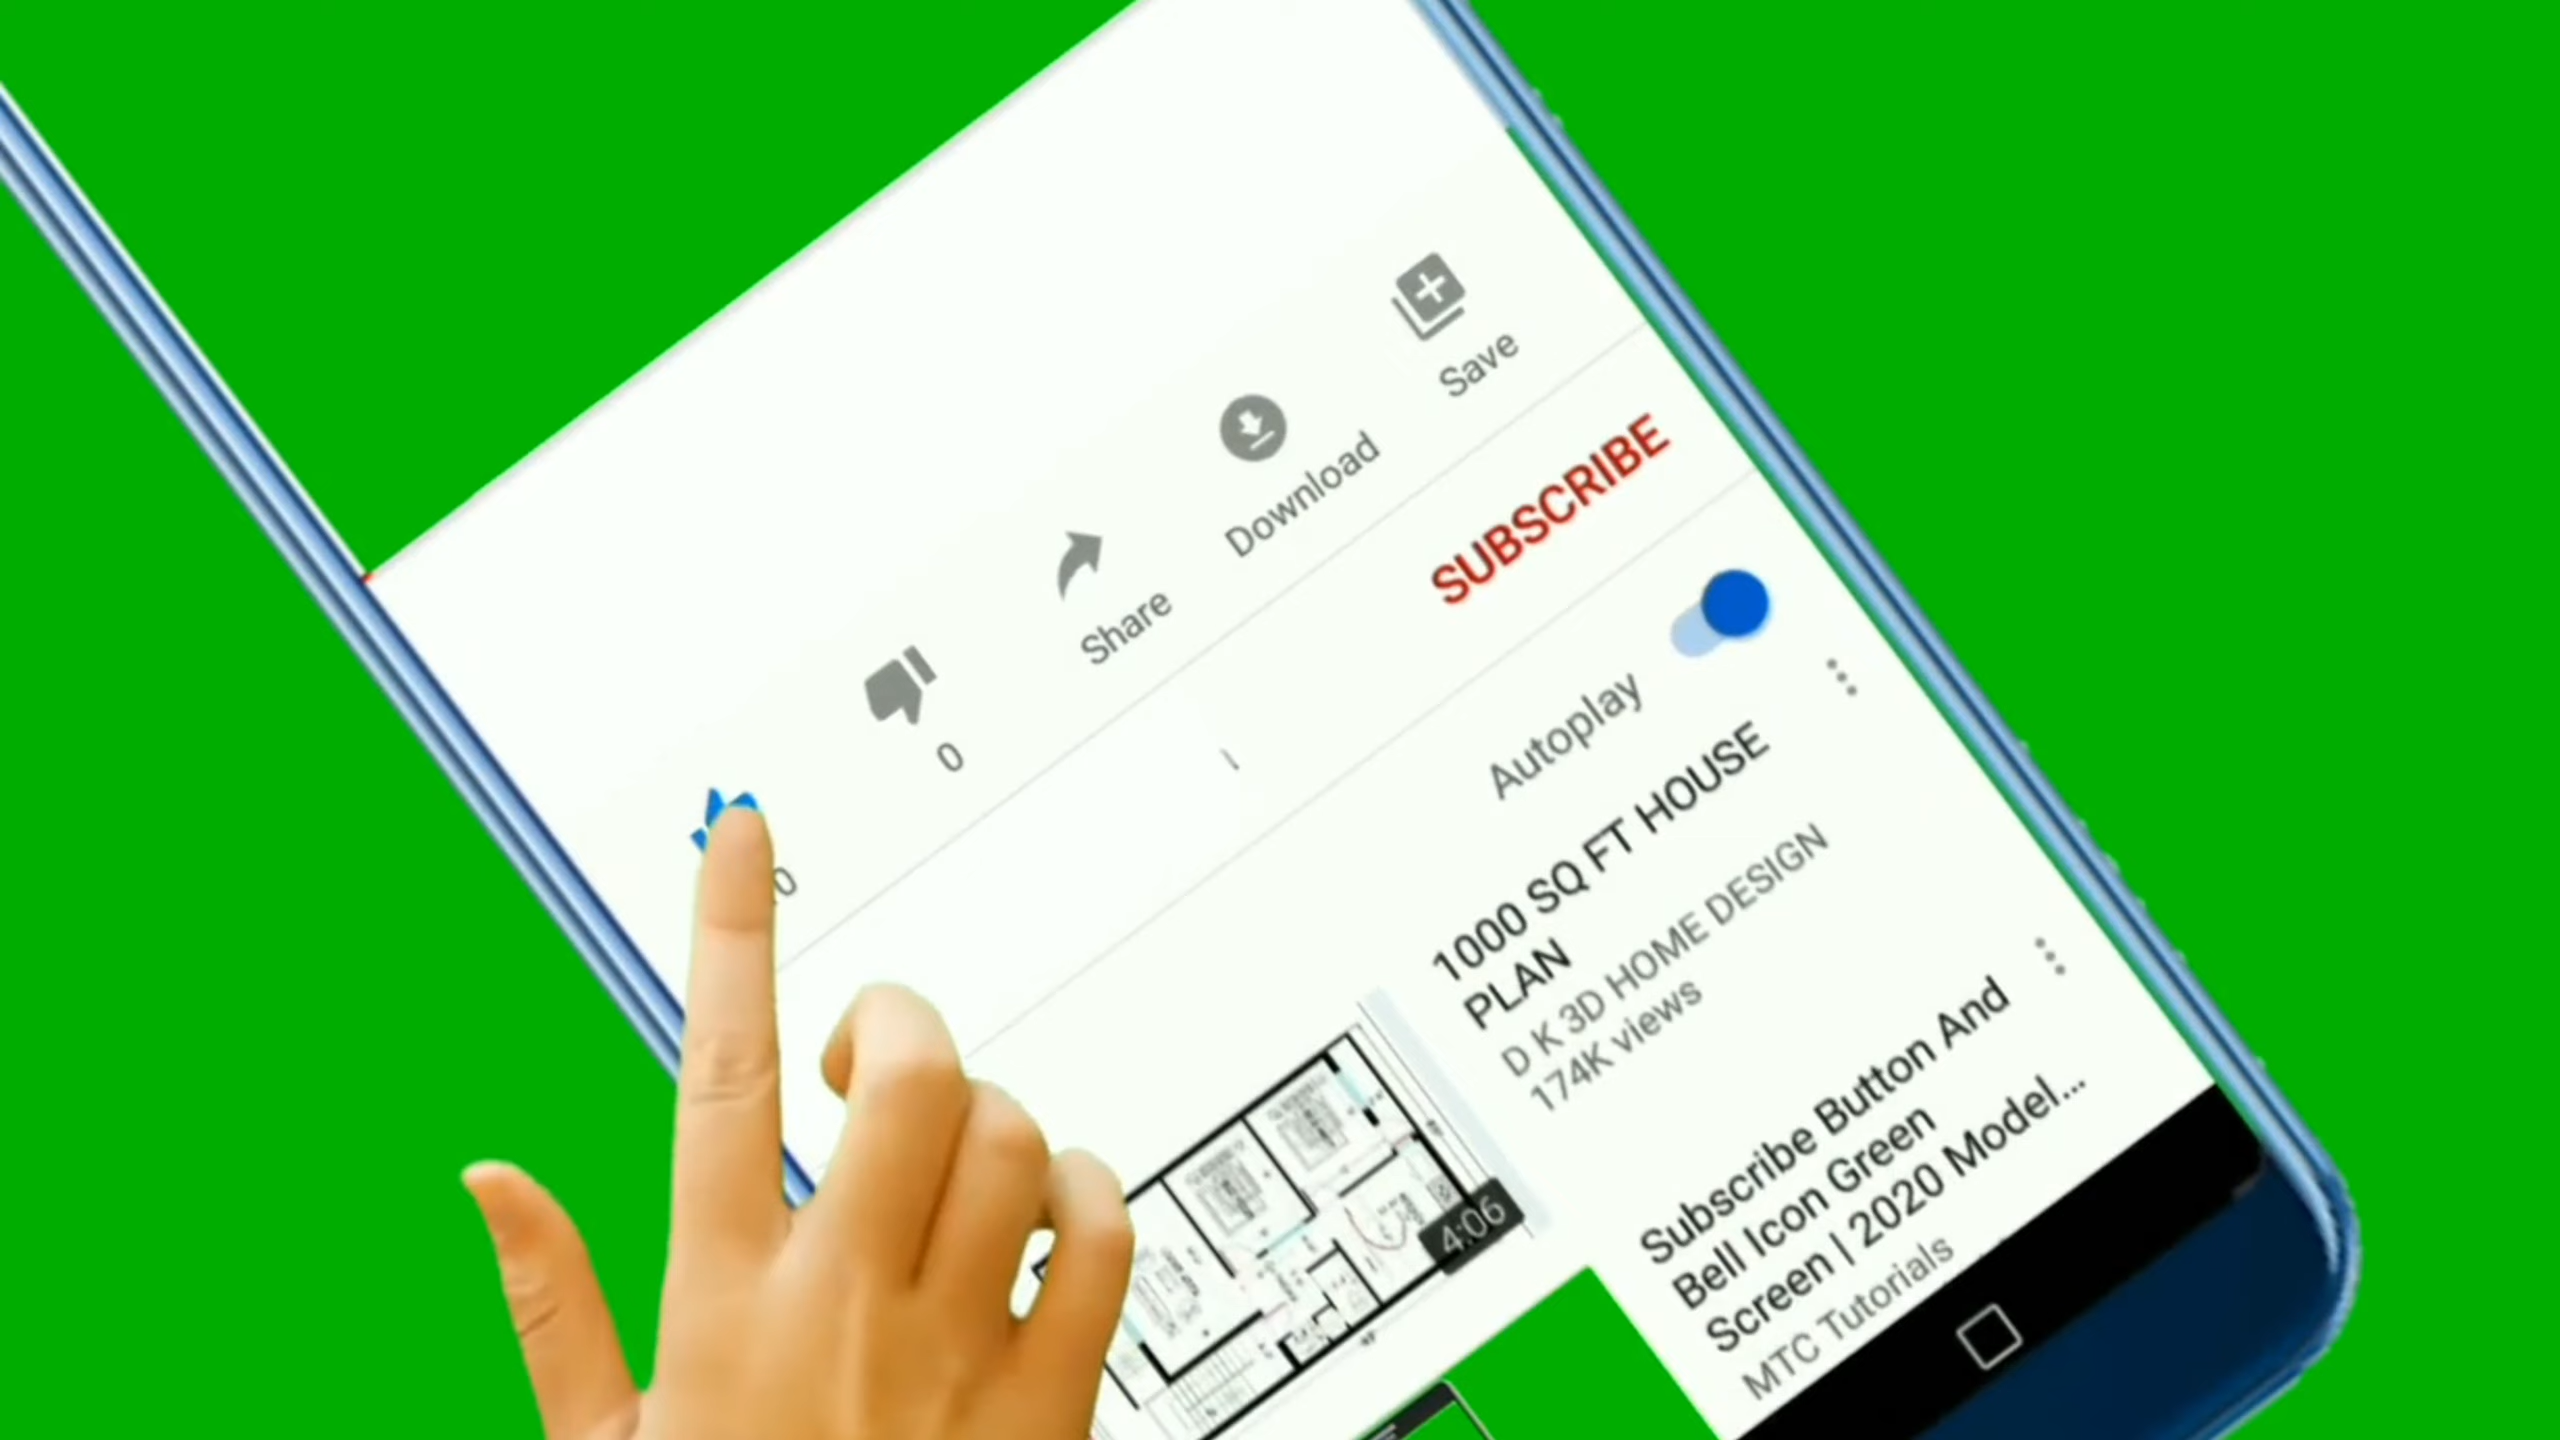 Save
Download
Share
0
0
SUBSCRIBE
Autoplay
1000 SQ FT HOUSE
PLAN
D K 3D HOME DESIGN
174K views
4:06
Subscribe Button And
Bell Icon Green
Screen | 2020 Model...
MTC Tutorials